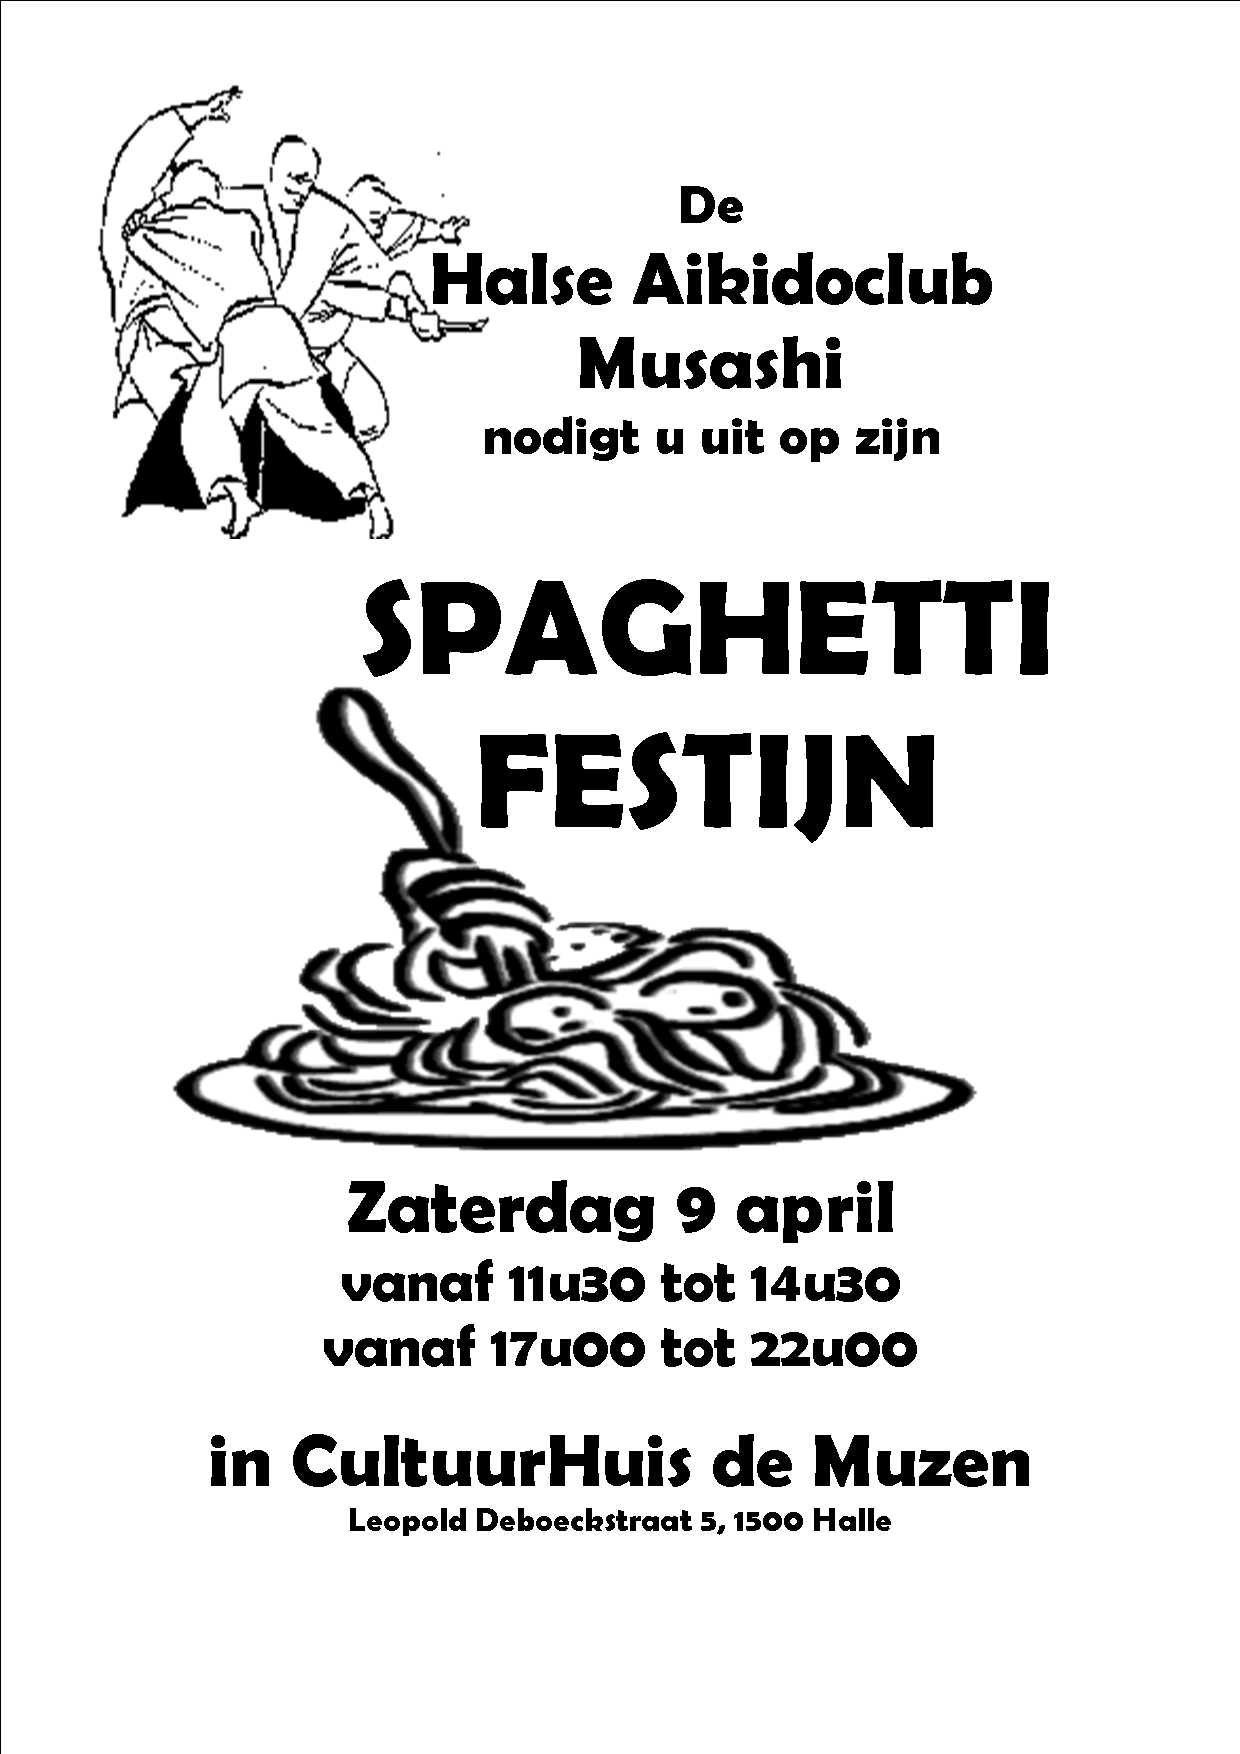 De
Halse Aikidoclub
Musashi
nodigt u uit op zijn
SPAGHETTI
FESTIJN
Zaterdag 9 april
vanaf 11u30 tot 14u30
vanaf 17u00 tot 22u00
in CultuurHuis de Muzen
Leopold Deboeckstraat 5, 1500 Halle